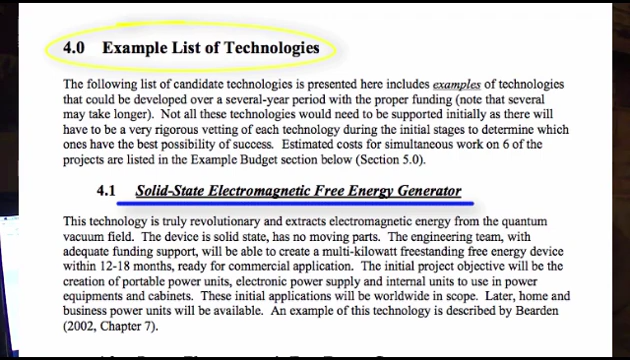 4.0 Example List of Technologies
The following list of candidate technologies is presented here includes examples of technologies
that could be developed over a several-year period with the proper funding (note that several
may take longer). Not all these technologies would need to be supported initially as there will
have to be a very rigorous vetting of each technology during the initial stages to determine which
ones have the best possibility of success. Estimated costs for simultaneous work on 6 of the
projects are listed in the Example Budget section below (Section 5.0).
4.1 Solid-State Electromagnetic Free Energy Generator
This technology is truly revolutionary and extracts electromagnetic energy from the quantum
vacuum field. The device is solid state, has no moving parts. The engineering team, with
adequate funding support, will be able to create a multi-kilowatt freestanding free energy device
within 12-18 months, ready for commercial application. The initial project objective will be the
creation of portable power units, electronic power supply and internal units to use in power
equipments and cabinets. These initial applications will be worldwide in scope. Later, home and
business power units will be available. An example of this technology is described by Bearden
(2002, Chapter 7).